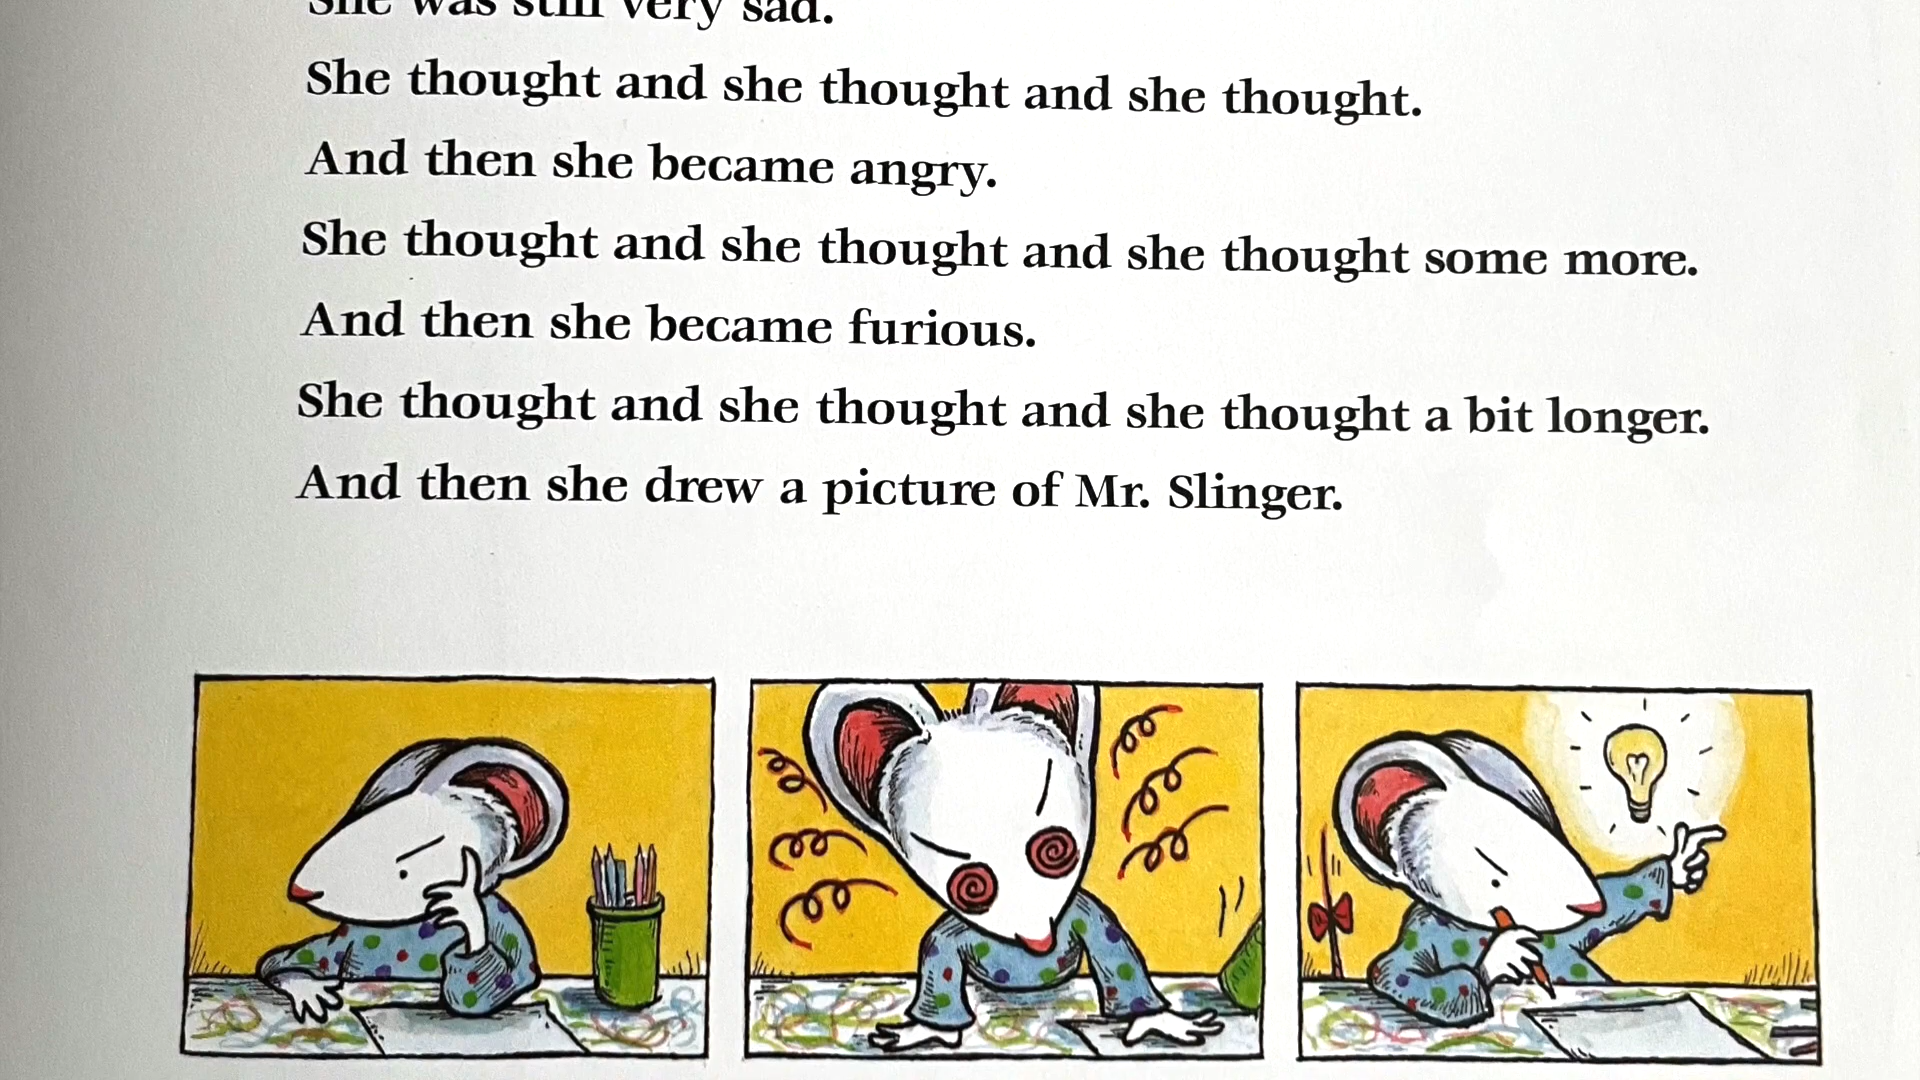 She was still very sad.
She thought and she thought and she thought.
And then she became angry.
She thought and she thought and she thought some more.
And then she became furious.
She thought and she thought and she thought a bit longer.
And then she drew a picture of Mr. Slinger.